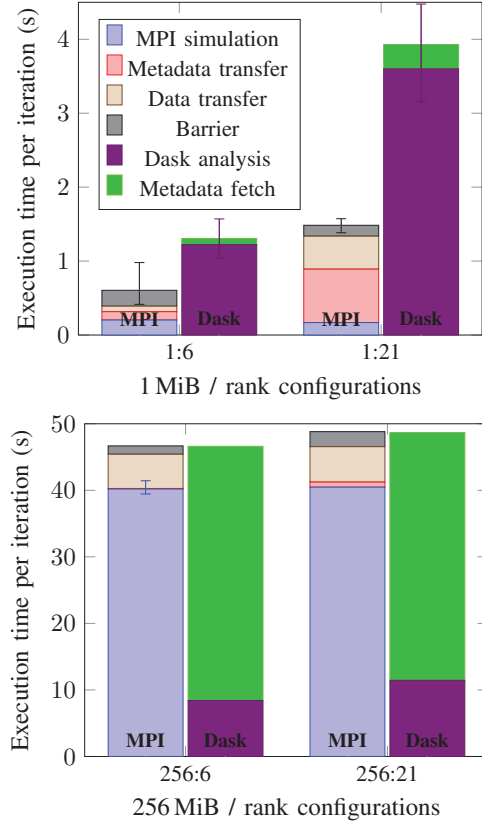 4
3
2
1
0
Execution time per iteration (s)
MPI simulation
Metadata transfer
Data transfer
Barrier
Dask analysis
Metadata fetch
MPI Dask MPI Dask
1:6 1:21
1 MiB / rank configurations
50
40
30
20
10
0
Execution time per iteration (s)
MPI Dask MPI Dask
256:6 256:21
256 MiB / rank configurations